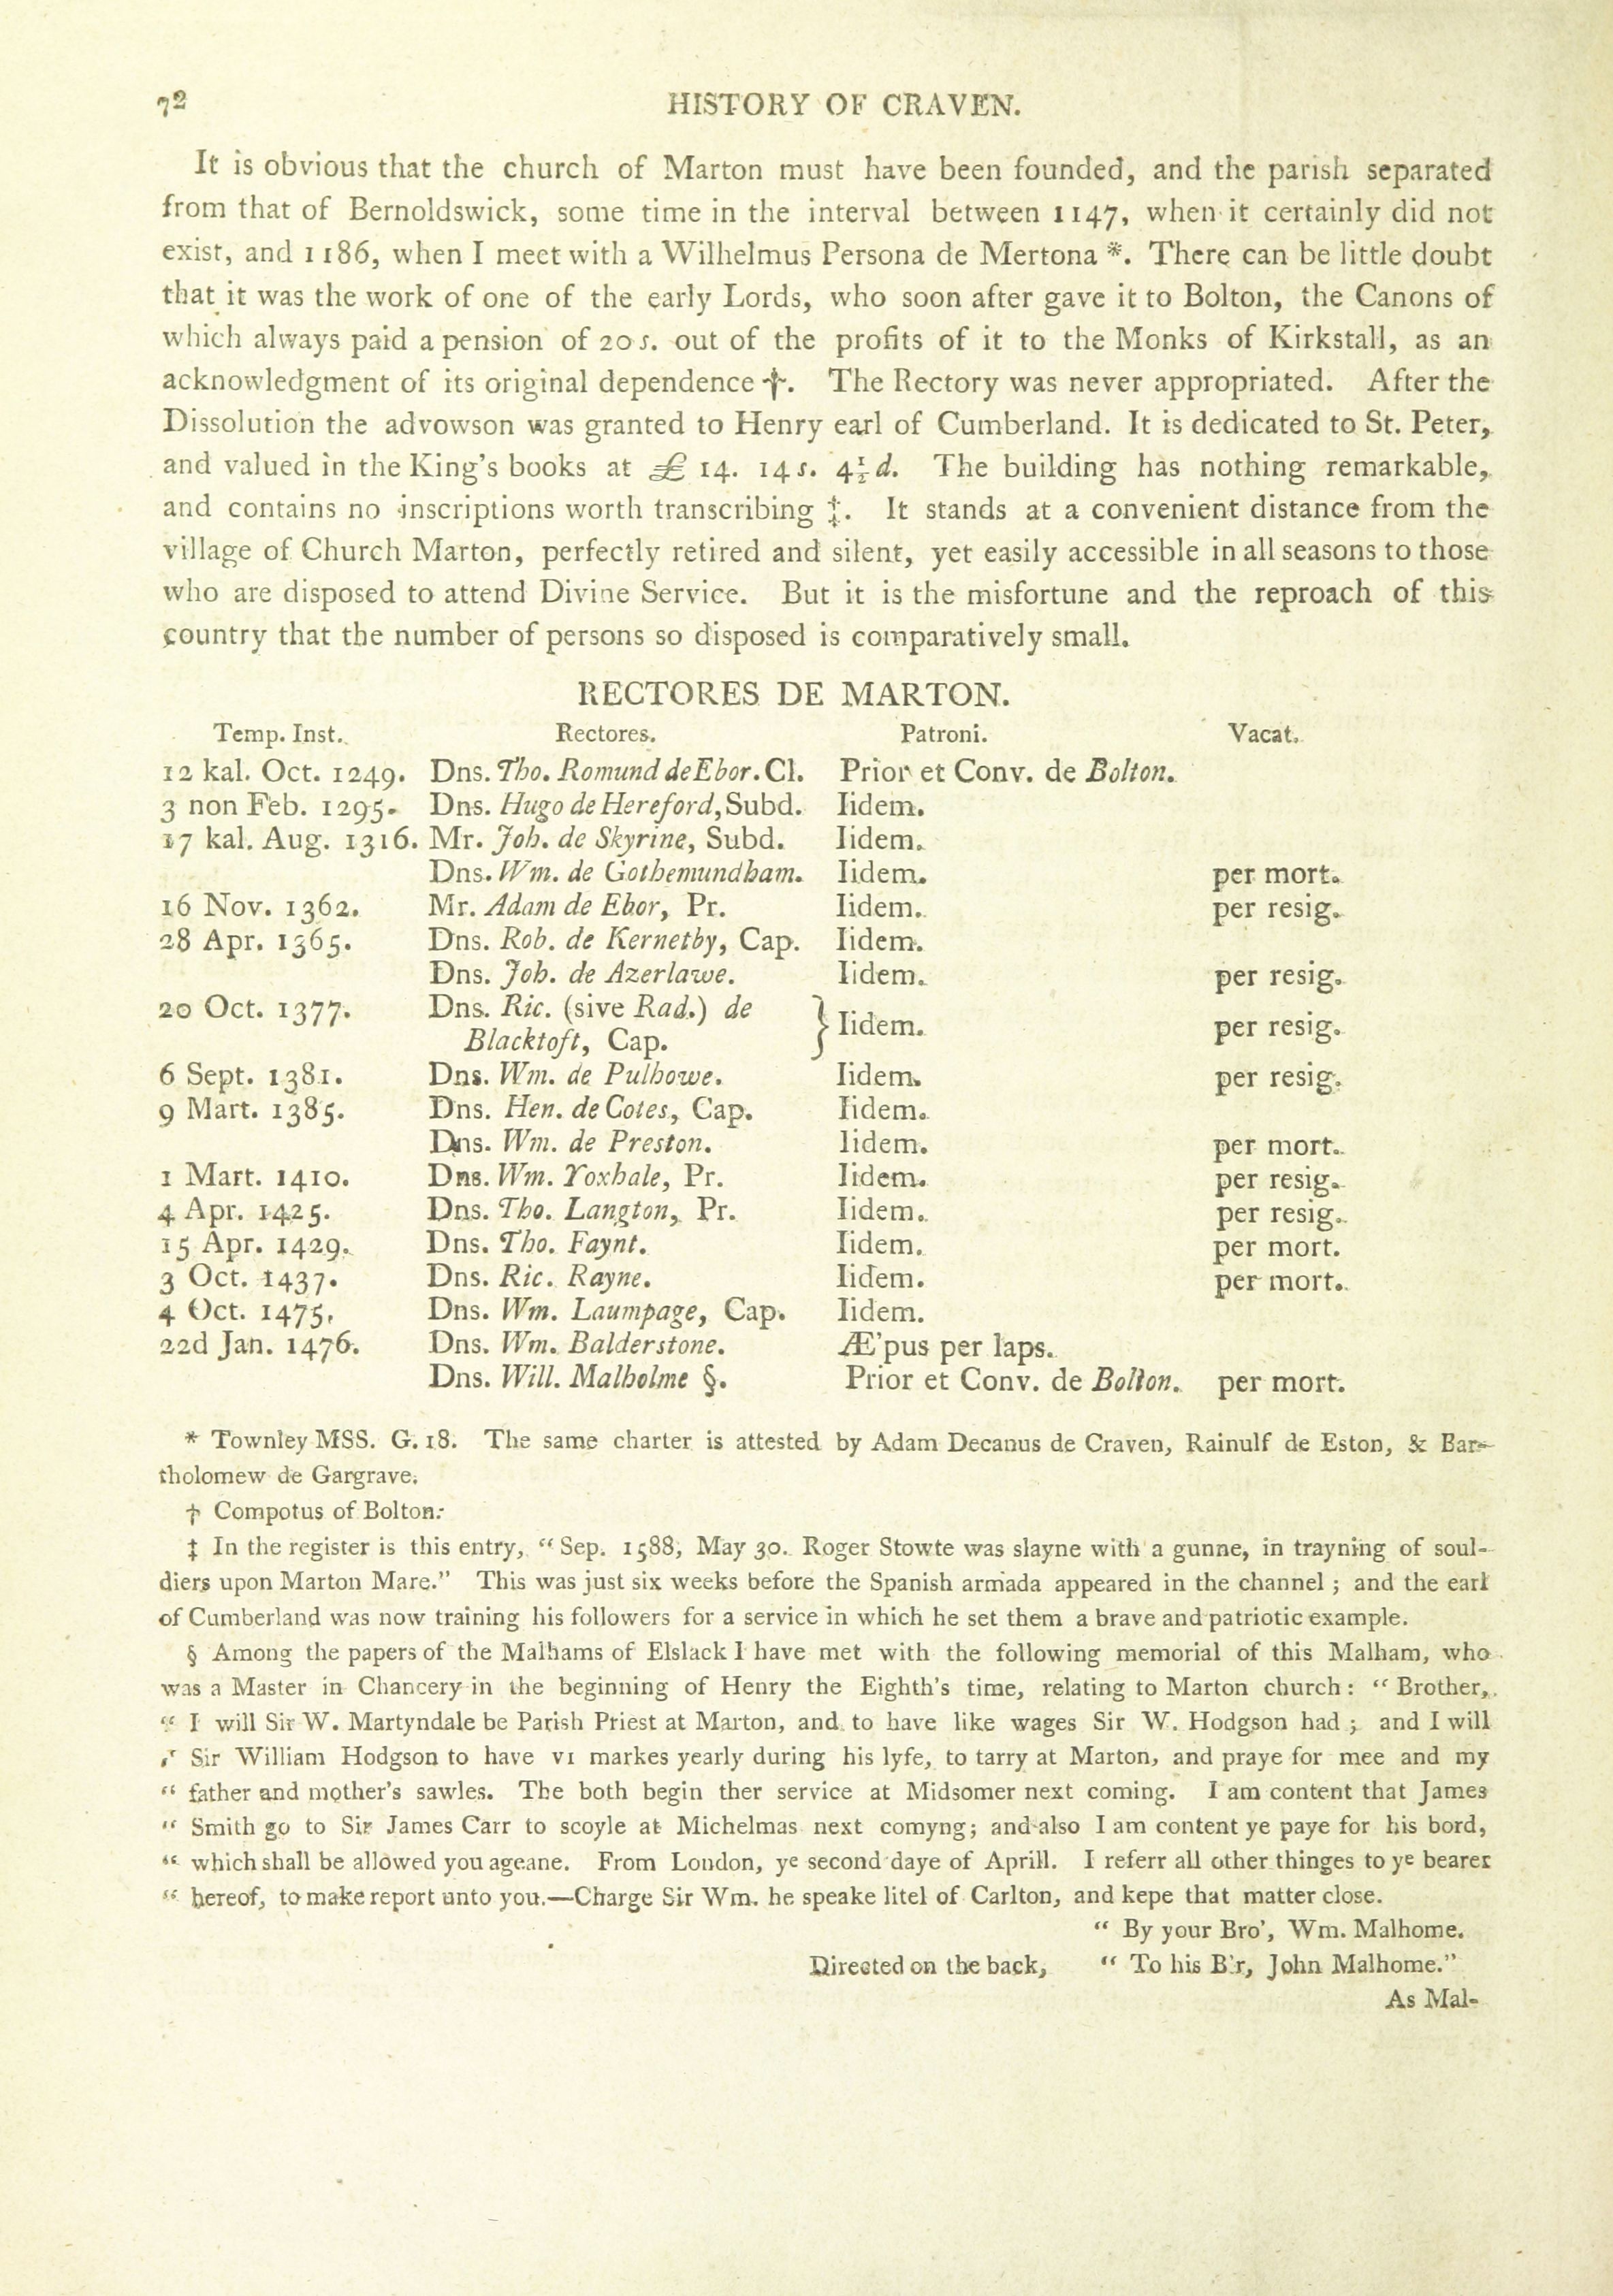 72 HISTORY OF CRAVEN.
It is obvious that the church of Marton must have been founded, and the parish separated
from that of Bernoldswick, some time in the interval between 1147, when it certainly did not
exist, and 1186, when I meet with a Wilhelmus Persona de Mertona *. There can be little doubt
that it was the work of one of the early Lords, who soon after gave it to Bolton, the Canons of
which always paid a pension of 20 s. out of the profits of it to the Monks of Kirkstall, as an
acknowledgment of its original dependence †. The Rectory was never appropriated. After the
Dissolution the advowson was granted to Henry earl of Cumberland. It is dedicated to St. Peter,
and valued in the King's books at £ 14. 14 s. 4½ d. The building has nothing remarkable,
and contains no inscriptions worth transcribing ‡. It stands at a convenient distance from the
village of Church Marton, perfectly retired and silent, yet easily accessible in all seasons to those
who are disposed to attend Divine Service. But it is the misfortune and the reproach of this
country that the number of persons so disposed is comparatively small.
RECTORES DE MARTON.
Temp. Inst. Rectores. Patroni. Vacat.
12 kal. Oct. 1249. Dns. Tho. Romund de Ebor. Cl. Prior et Conv. de Bolton.
3 non Feb. 1295. Dns. Hugo de Hereford, Subd. Iidem.
17 kal. Aug. 1316. Mr. Joh. de Skyrine, Subd. Iidem.
Dns. Wm. de Gothemundham. Iidem. per mort.
16 Nov. 1362. Mr. Adam de Ebor, Pr. Iidem. per resig.
28 Apr. 1365. Dns. Rob. de Kernetby, Cap. Iidem.
Dns. Joh. de Azerlawe. Iidem. per resig.
20 Oct. 1377. Dns. Ric. (sive Rad.) de
Blacktoft, Cap. } Iidem. per resig.
6 Sept. 1381. Dns. Wm. de Pulhowe. Iidem. per resig.
9 Mart. 1385. Dns. Hen. de Cotes, Cap. Iidem.
Dns. Wm. de Preston. Iidem. per mort.
1 Mart. 1410. Dns. Wm. Yoxhale, Pr. Iidem. per resig.
4 Apr. 1425. Dns. Tho. Langton, Pr. Iidem. per resig.
15 Apr. 1429. Dns. Tho. Faynt. Iidem. per mort.
3 Oct. 1437. Dns. Ric. Rayne. Iidem. per mort.
4 Oct. 1475. Dns. Wm. Laumpage, Cap. Iidem.
22d Jan. 1476. Dns. Wm. Balderstone. Æ'pus per laps.
Dns. Will. Malholme §. Prior et Conv. de Bolton. per mort.
* Townley MSS. G. 18. The same charter is attested by Adam Decanus de Craven, Rainulf de Eston, & Bar-
tholomew de Gargrave.
† Compotus of Bolton.
‡ In the register is this entry, “Sep. 1588, May 30. Roger Stowte was slayne with a gunne, in trayning of soul-
diers upon Marton Mare.” This was just six weeks before the Spanish armada appeared in the channel; and the earl
of Cumberland was now training his followers for a service in which he set them a brave and patriotic example.
§ Among the papers of the Malhams of Elslack I have met with the following memorial of this Malham, who
was a Master in Chancery in the beginning of Henry the Eighth's time, relating to Marton church: “Brother,
“ I will Sir W. Martyndale be Parish Priest at Marton, and to have like wages Sir W. Hodgson had; and I will
“ Sir William Hodgson to have VI markes yearly during his lyfe, to tarry at Marton, and praye for mee and my
“ father and mother's sawles. The both begin ther service at Midsomer next coming. I am content that James
“ Smith go to Sir James Carr to scoyle at Michelmas next comyng; and also I am content ye paye for his bord,
“ which shall be allowed you ageane. From London, ye second daye of Aprill. I referr all other thinges to ye bearer
“ hereof, to make report unto you.—Charge Sir Wm. he speake litel of Carlton, and kepe that matter close.
“ By your Bro', Wm. Malhome.
Directed on the back, “ To his B'r, John Malhome.”
As Mal-